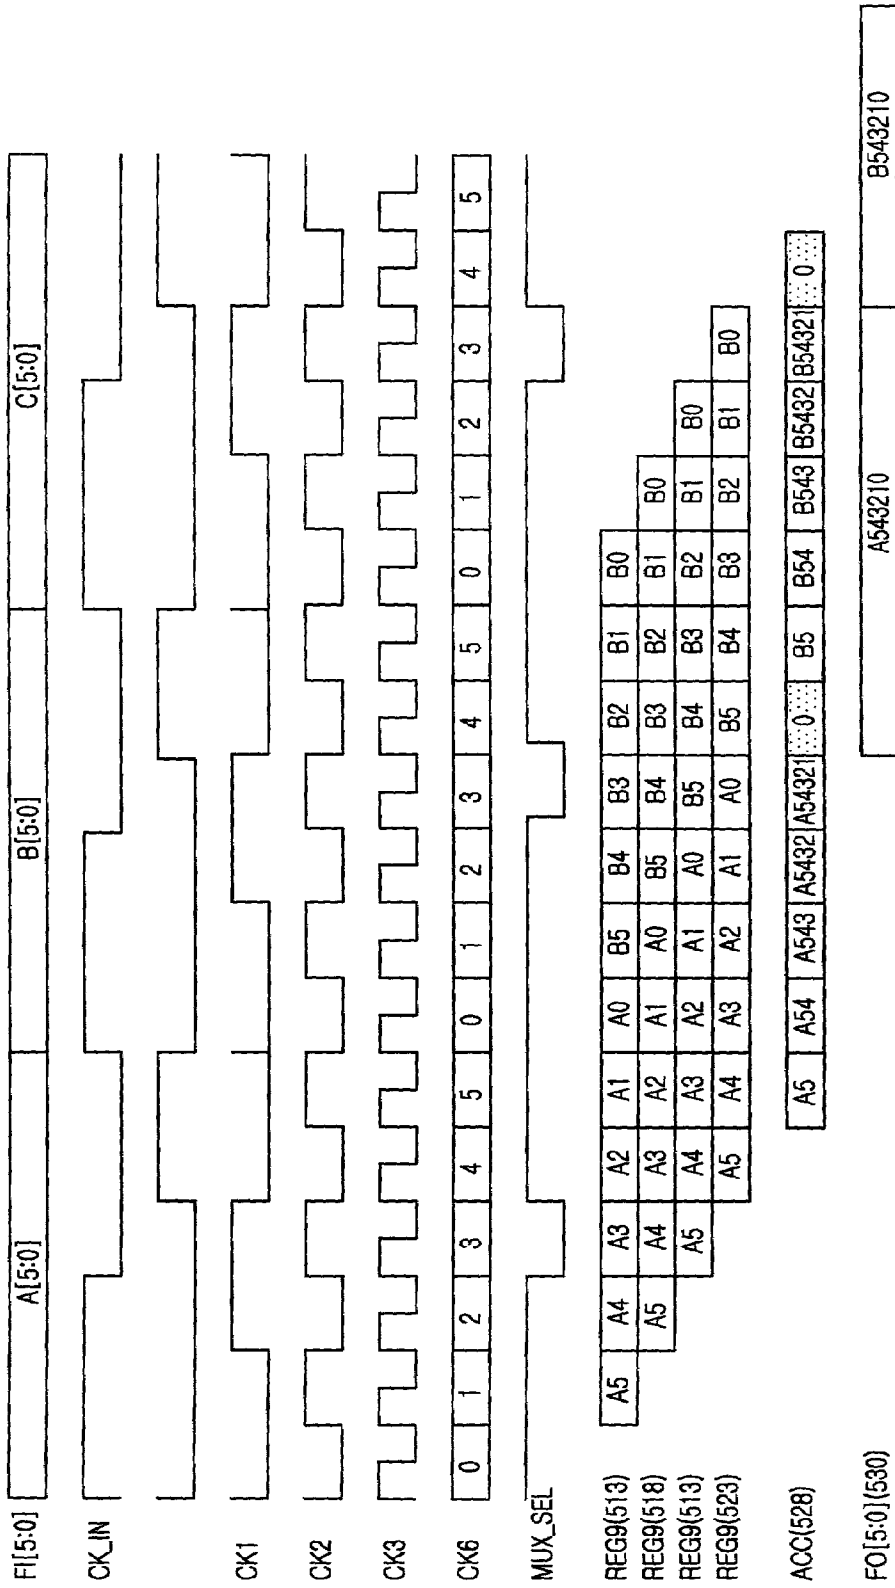 FI[5:0] A[5:0] B[5:0] C[5:0]
CK_IN
CK1
CK2
CK3
CK6 0 1 2 3 4 5 0 1 2 3 4 5 0 1 2 3 4 5
MUX_SEL
REG9(513) A5 A4 A3 A2 A1 A0 B5 B4 B3 B2 B1 B0
REG9(518) A5 A4 A3 A2 A1 A0 B5 B4 B3 B2 B1 B0
REG9(513) A5 A4 A3 A2 A1 A0 B5 B4 B3 B2 B1 B0
REG9(523) A5 A4 A3 A2 A1 A0 B5 B4 B3 B2 B1 B0
ACC(528) A5 A54 A543 A5432 A54321 0 B5 B54 B543 B5432 B54321 0
FO[5:0](530) A543210 B543210